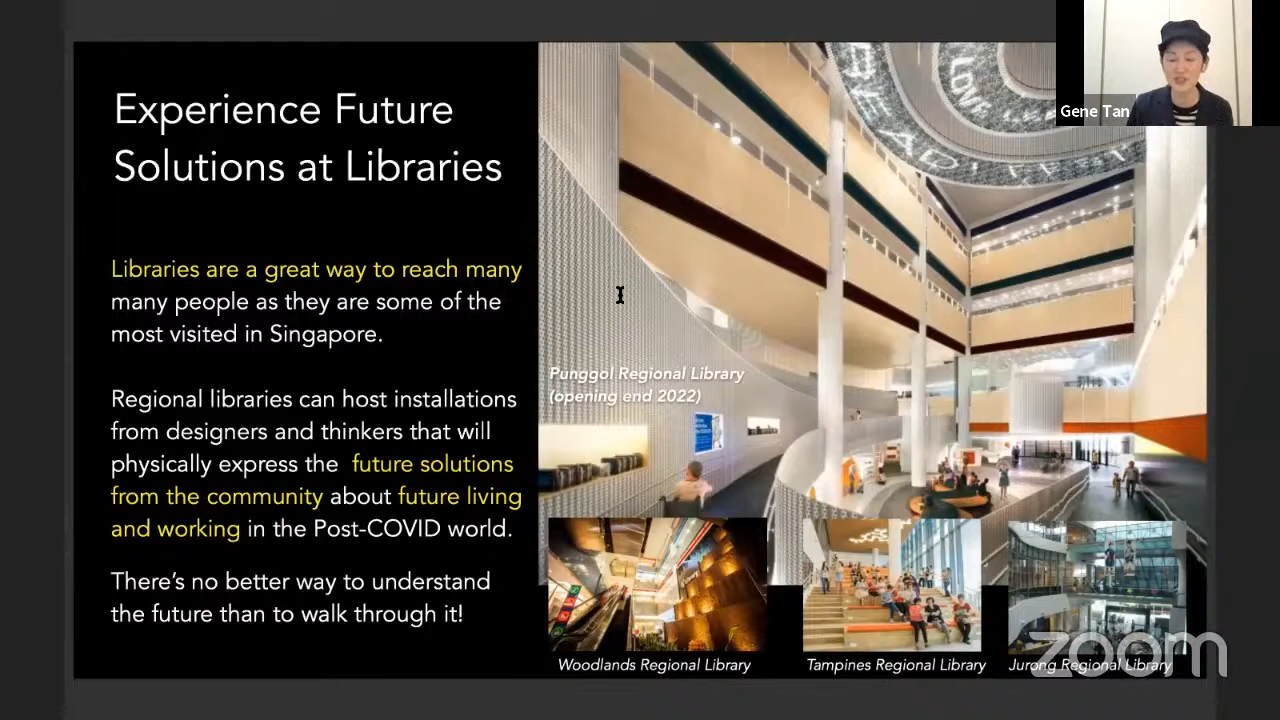 Experience Future
Solutions at Libraries
Libraries are a great way to reach many
many people as they are some of the
most visited in Singapore.
Regional libraries can host installations
from designers and thinkers that will
physically express the future solutions
from the community about future living
and working in the Post-COVID world.
There's no better way to understand
the future than to walk through it!
Gene Tan
Punggol Regional Library
(opening end 2022)
Woodlands Regional Library
Tampines Regional Library
Jurong Regional Library
zoom